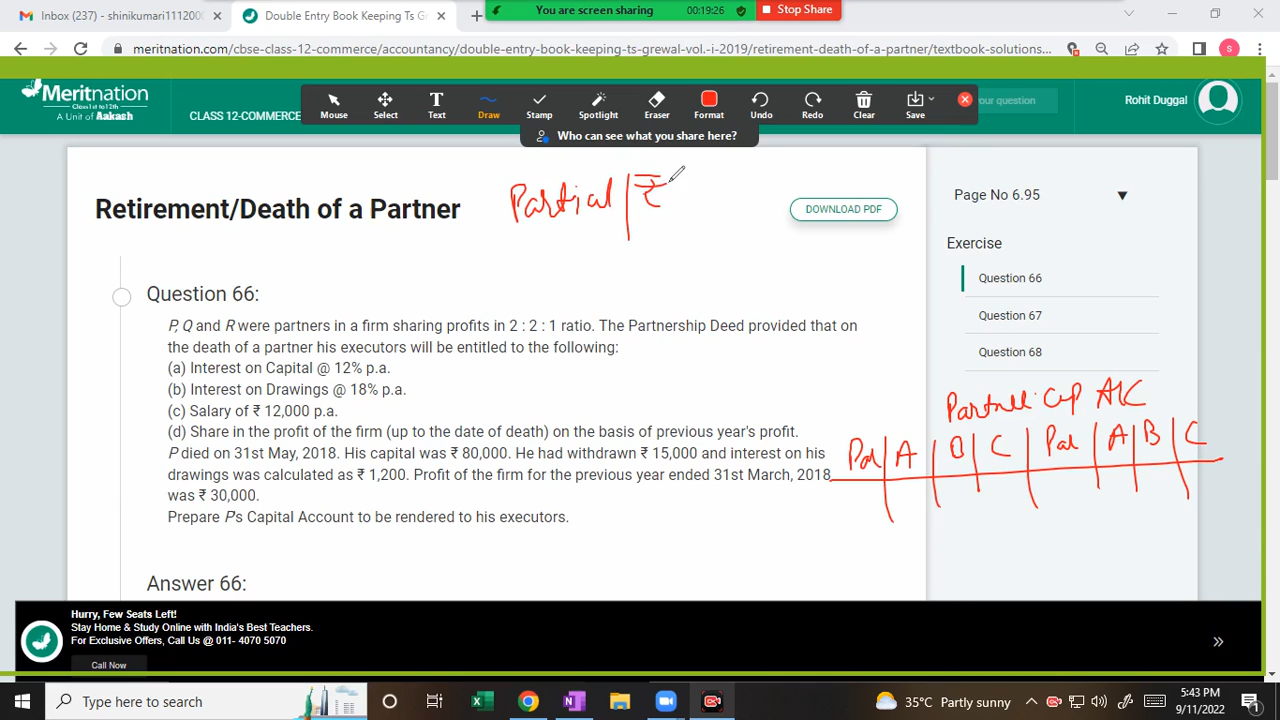 Inbox (237) - shinikumari111200
Double Entry Book Keeping Ts Gr
You are screen sharing
00:19:26
Stop Share
meritnation.com/cbse-class-12-commerce/accountancy/double-entry-book-keeping-ts-grewal-vol.-i-2019/retirement-death-of-a-partner/textbook-solutions...
S
Meritnation
Class 1st to 12th
A Unit of Aakash
CLASS 12-COMMERCE
Mouse
Select
Text
Draw
Stamp
Spotlight
Eraser
Format
Undo
Redo
Clear
Save
your question
Rohit Duggal
Who can see what you share here?
Retirement/Death of a Partner
Partial ₹
DOWNLOAD PDF
Page No 6.95
Exercise
Question 66
Question 67
Question 68
Question 66:
P, Q and R were partners in a firm sharing profits in 2 : 2 : 1 ratio. The Partnership Deed provided that on
the death of a partner his executors will be entitled to the following:
(a) Interest on Capital @ 12% p.a.
(b) Interest on Drawings @ 18% p.a.
(c) Salary of ₹ 12,000 p.a.
(d) Share in the profit of the firm (up to the date of death) on the basis of previous year's profit.
P died on 31st May, 2018. His capital was ₹ 80,000. He had withdrawn ₹ 15,000 and interest on his
drawings was calculated as ₹ 1,200. Profit of the firm for the previous year ended 31st March, 2018
was ₹ 30,000.
Prepare P's Capital Account to be rendered to his executors.
Cap A/C
A B C A B C
Answer 66:
Hurry, Few Seats Left!
Stay Home & Study Online with India's Best Teachers.
For Exclusive Offers, Call Us @ 011- 4070 5070
Call Now
Type here to search
35°C Partly sunny
5:43 PM
9/11/2022
1